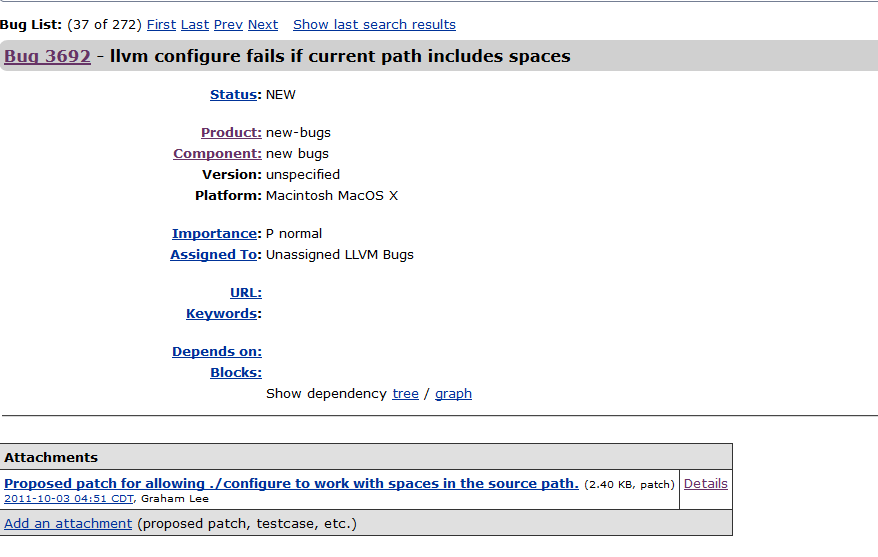 Bug List: (37 of 272) First Last Prev Next Show last search results
Bug 3692 - llvm configure fails if current path includes spaces
Status: NEW
Product: new-bugs
Component: new bugs
Version: unspecified
Platform: Macintosh MacOS X
Importance: P normal
Assigned To: Unassigned LLVM Bugs
URL:
Keywords:
Depends on:
Blocks:
Show dependency tree / graph
Attachments
Proposed patch for allowing ./configure to work with spaces in the source path. (2.40 KB, patch) Details
2011-10-03 04:51 CDT, Graham Lee
Add an attachment (proposed patch, testcase, etc.)